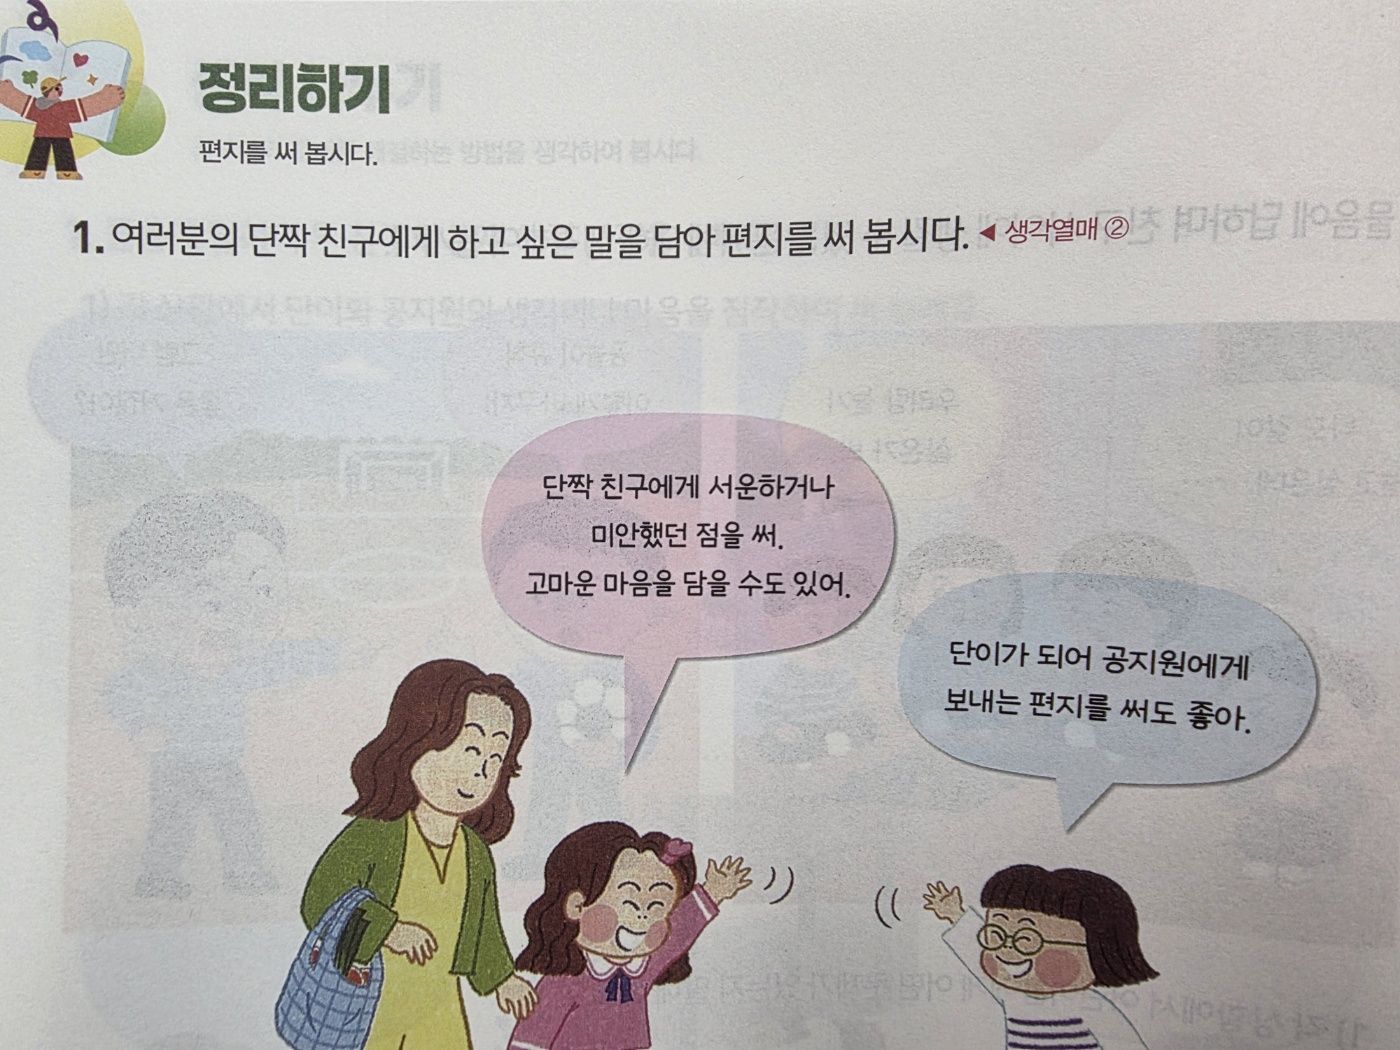 정리하기
편지를 써 봅시다.
1. 여러분의 단짝 친구에게 하고 싶은 말을 담아 편지를 써 봅시다. ◀ 생각열매 ②
단짝 친구에게 서운하거나
미안했던 점을 써.
고마운 마음을 담을 수도 있어.
단이가 되어 공지원에게
보내는 편지를 써도 좋아.